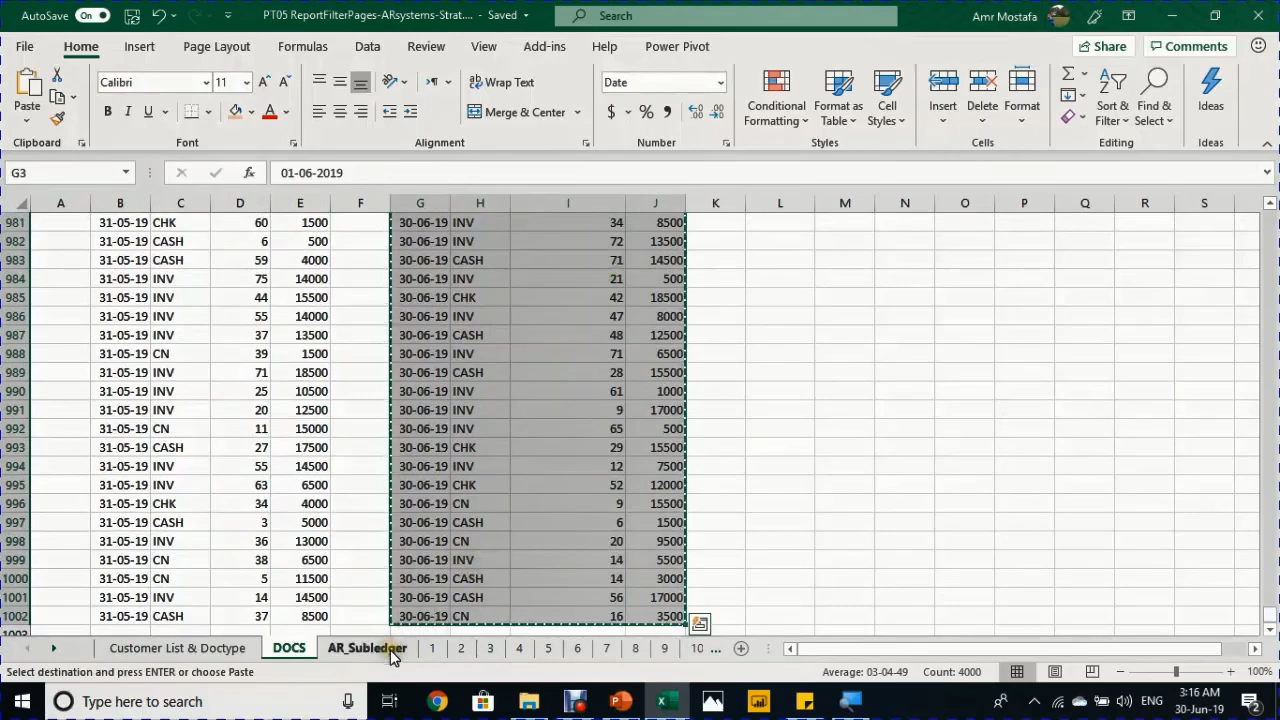 AutoSave On PT05 ReportFilterPages-ARsystems-Strat... - Saved Search Amr Mostafa
File Home Insert Page Layout Formulas Data Review View Add-ins Help Power Pivot Share Comments
Calibri 11 Wrap Text Date
Paste B I U Merge & Center $ % Conditional Formatting Format as Table Cell Styles Insert Delete Format Sort & Filter Find & Select Ideas
Clipboard Font Alignment Number Styles Cells Editing Ideas
G3 fx 01-06-2019
A B C D E F G H I J K L M N O P Q R S
981 31-05-19 CHK 60 1500 30-06-19 INV 34 8500
982 31-05-19 CASH 6 500 30-06-19 INV 72 13500
983 31-05-19 CASH 59 4000 30-06-19 CASH 71 14500
984 31-05-19 INV 75 14000 30-06-19 INV 21 500
985 31-05-19 INV 44 15500 30-06-19 CHK 42 18500
986 31-05-19 INV 55 14000 30-06-19 INV 47 8000
987 31-05-19 INV 37 13500 30-06-19 CASH 48 12500
988 31-05-19 CN 39 1500 30-06-19 INV 71 6500
989 31-05-19 INV 71 18500 30-06-19 CASH 28 15500
990 31-05-19 INV 25 10500 30-06-19 INV 61 1000
991 31-05-19 INV 20 12500 30-06-19 INV 9 17000
992 31-05-19 CN 11 15000 30-06-19 INV 65 500
993 31-05-19 CASH 27 17500 30-06-19 CHK 29 15500
994 31-05-19 INV 55 14500 30-06-19 INV 12 7500
995 31-05-19 INV 63 6500 30-06-19 CHK 52 12000
996 31-05-19 CHK 34 4000 30-06-19 CN 9 15500
997 31-05-19 CASH 3 5000 30-06-19 CASH 6 1500
998 31-05-19 INV 36 13000 30-06-19 CN 20 9500
999 31-05-19 CN 38 6500 30-06-19 INV 14 5500
1000 31-05-19 CN 5 11500 30-06-19 CASH 14 3000
1001 31-05-19 INV 14 14500 30-06-19 CASH 56 17000
1002 31-05-19 CASH 37 8500 30-06-19 CN 16 3500
1003
Customer List & Doctype DOCS AR_Subledger 1 2 3 4 5 6 7 8 9 10 ...
Select destination and press ENTER or choose Paste Average: 03-04-49 Count: 4000 100%
Type here to search ENG 3:16 AM
30-Jun-19 2